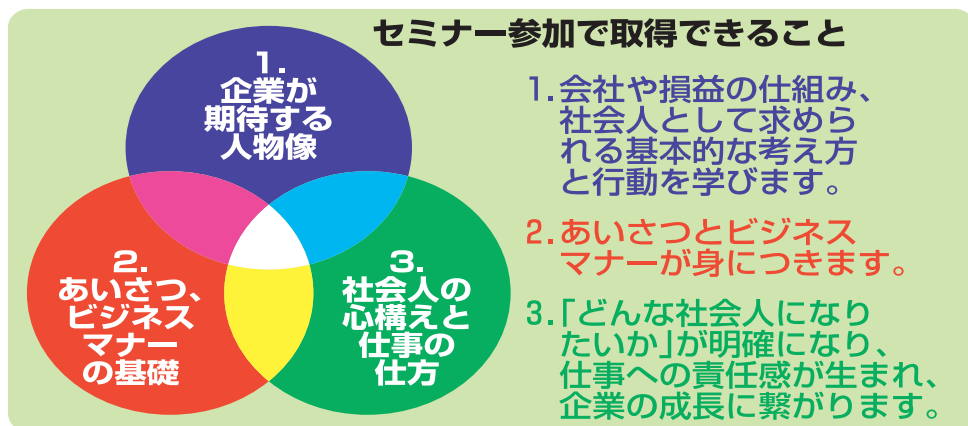 セミナー参加で取得できること
1.
企業が
期待する
人物像
2.
あいさつ、
ビジネス
マナー
の基礎
3.
社会人の
心構えと
仕事の
仕方
1.会社や損益の仕組み、
社会人として求めら
れる基本的な考え方
と行動を学びます。
2.あいさつとビジネス
マナーが身につきます。
3.「どんな社会人になり
たいか」が明確になり、
仕事への責任感が生まれ、
企業の成長に繋がります。